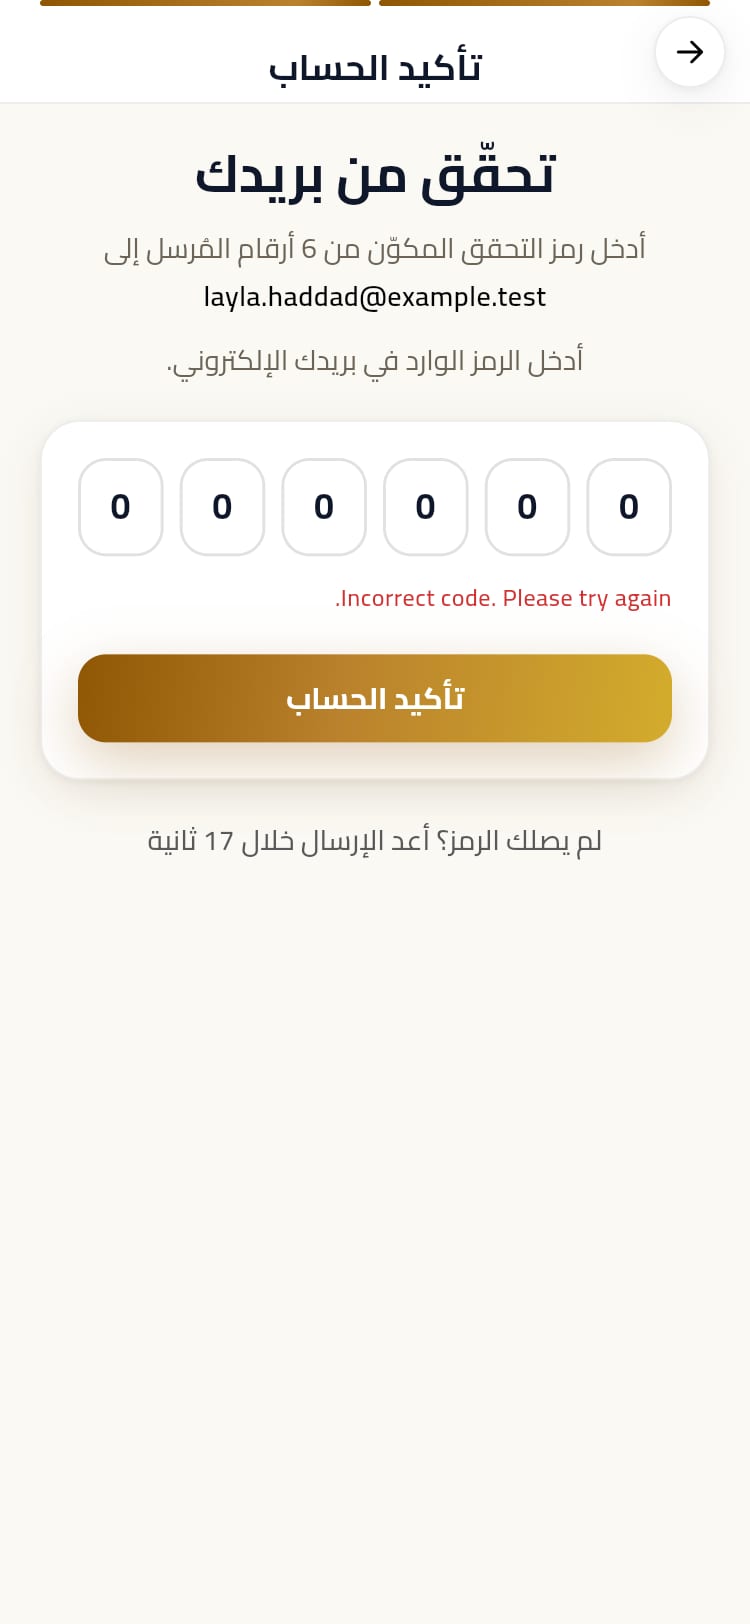 تأكيد الحساب
تحقّق من بريدك
أدخل رمز التحقق المكوّن من 6 أرقام المُرسل إلى
layla.haddad@example.test
أدخل الرمز الوارد في بريدك الإلكتروني.
0 0 0 0 0 0
Incorrect code. Please try again.
تأكيد الحساب
لم يصلك الرمز؟ أعد الإرسال خلال 17 ثانية